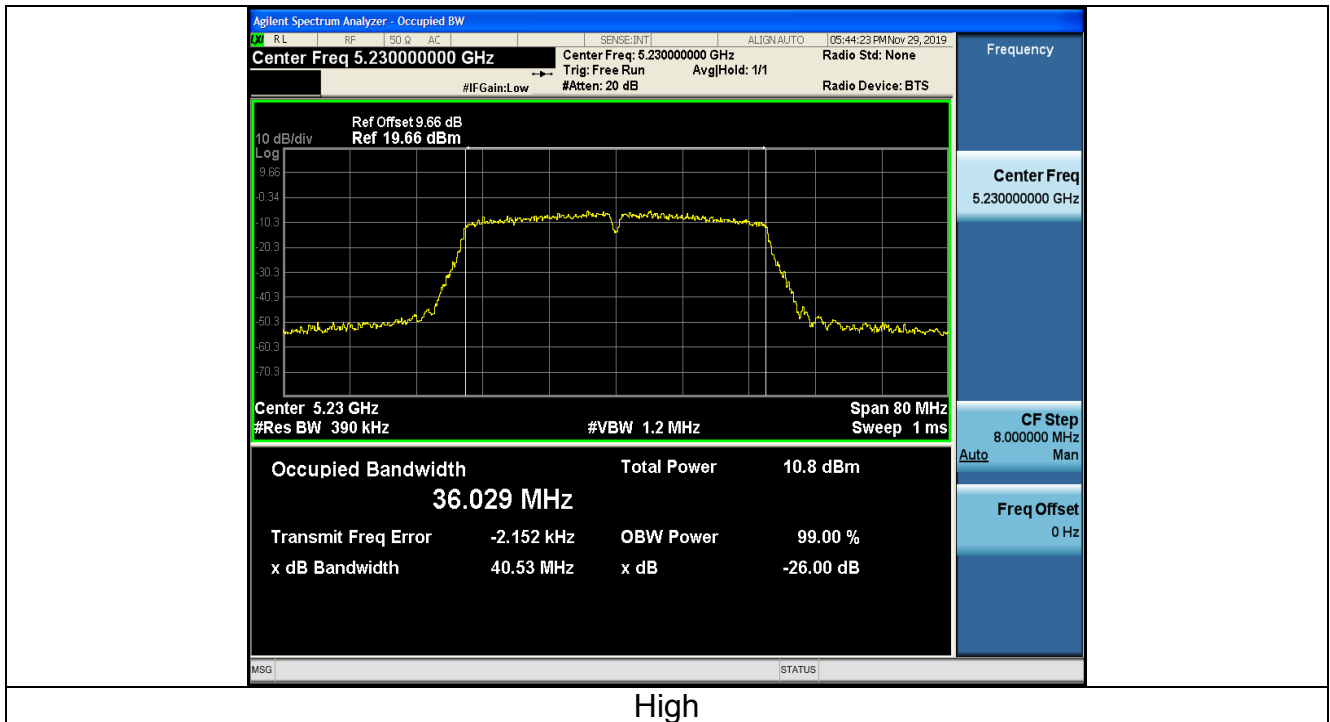 Agilent Spectrum Analyzer - Occupied BW
LXI RL RF 50 Ω AC SENSE:INT ALIGN AUTO 05:44:23 PM Nov 29, 2019
Center Freq 5.230000000 GHz
Center Freq: 5.230000000 GHz
Radio Std: None
Trig: Free Run Avg|Hold: 1/1
#IFGain:Low #Atten: 20 dB Radio Device: BTS
Frequency
Ref Offset 9.66 dB
10 dB/div Ref 19.66 dBm
Log
9.66
-0.34
-10.3
-20.3
-30.3
-40.3
-50.3
-60.3
-70.3
Center 5.23 GHz Span 80 MHz
#Res BW 390 kHz #VBW 1.2 MHz Sweep 1 ms
Center Freq
5.230000000 GHz
CF Step
8.000000 MHz
Auto Man
Freq Offset
0 Hz
Occupied Bandwidth Total Power 10.8 dBm
36.029 MHz
Transmit Freq Error -2.152 kHz OBW Power 99.00 %
x dB Bandwidth 40.53 MHz x dB -26.00 dB
MSG STATUS
High